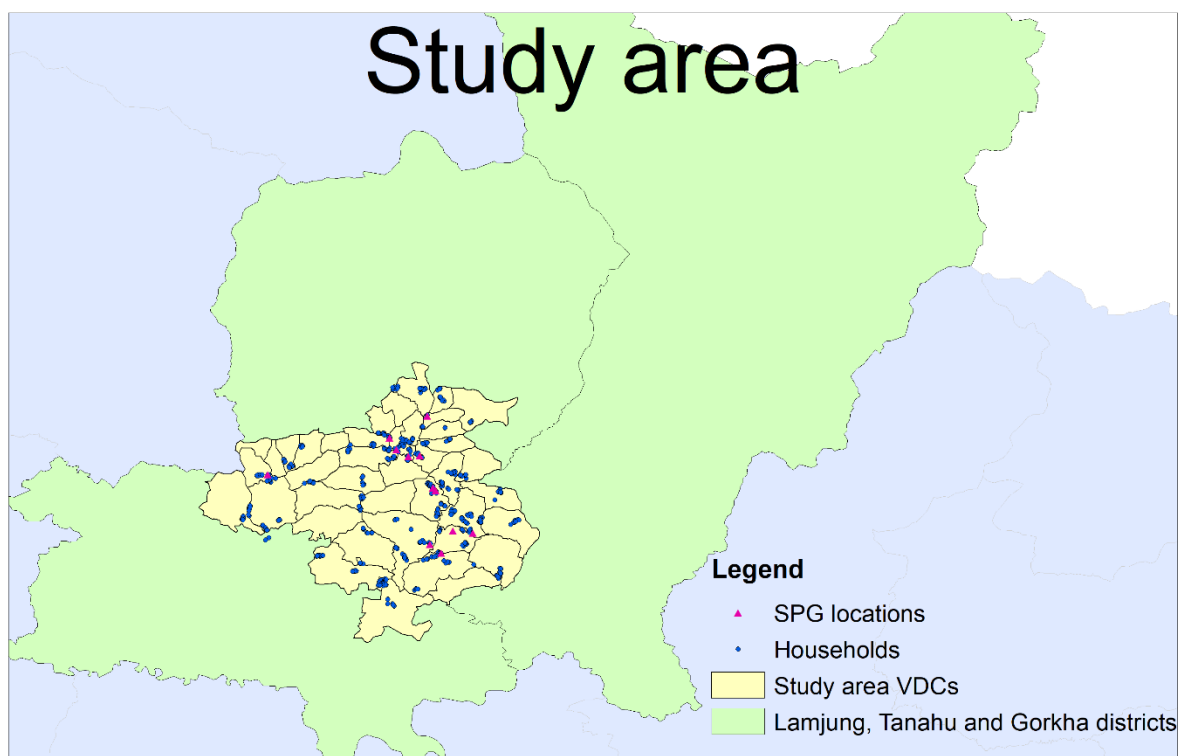 Study area
Legend
SPG locations
Households
Study area VDCs
Lamjung, Tanahu and Gorkha districts